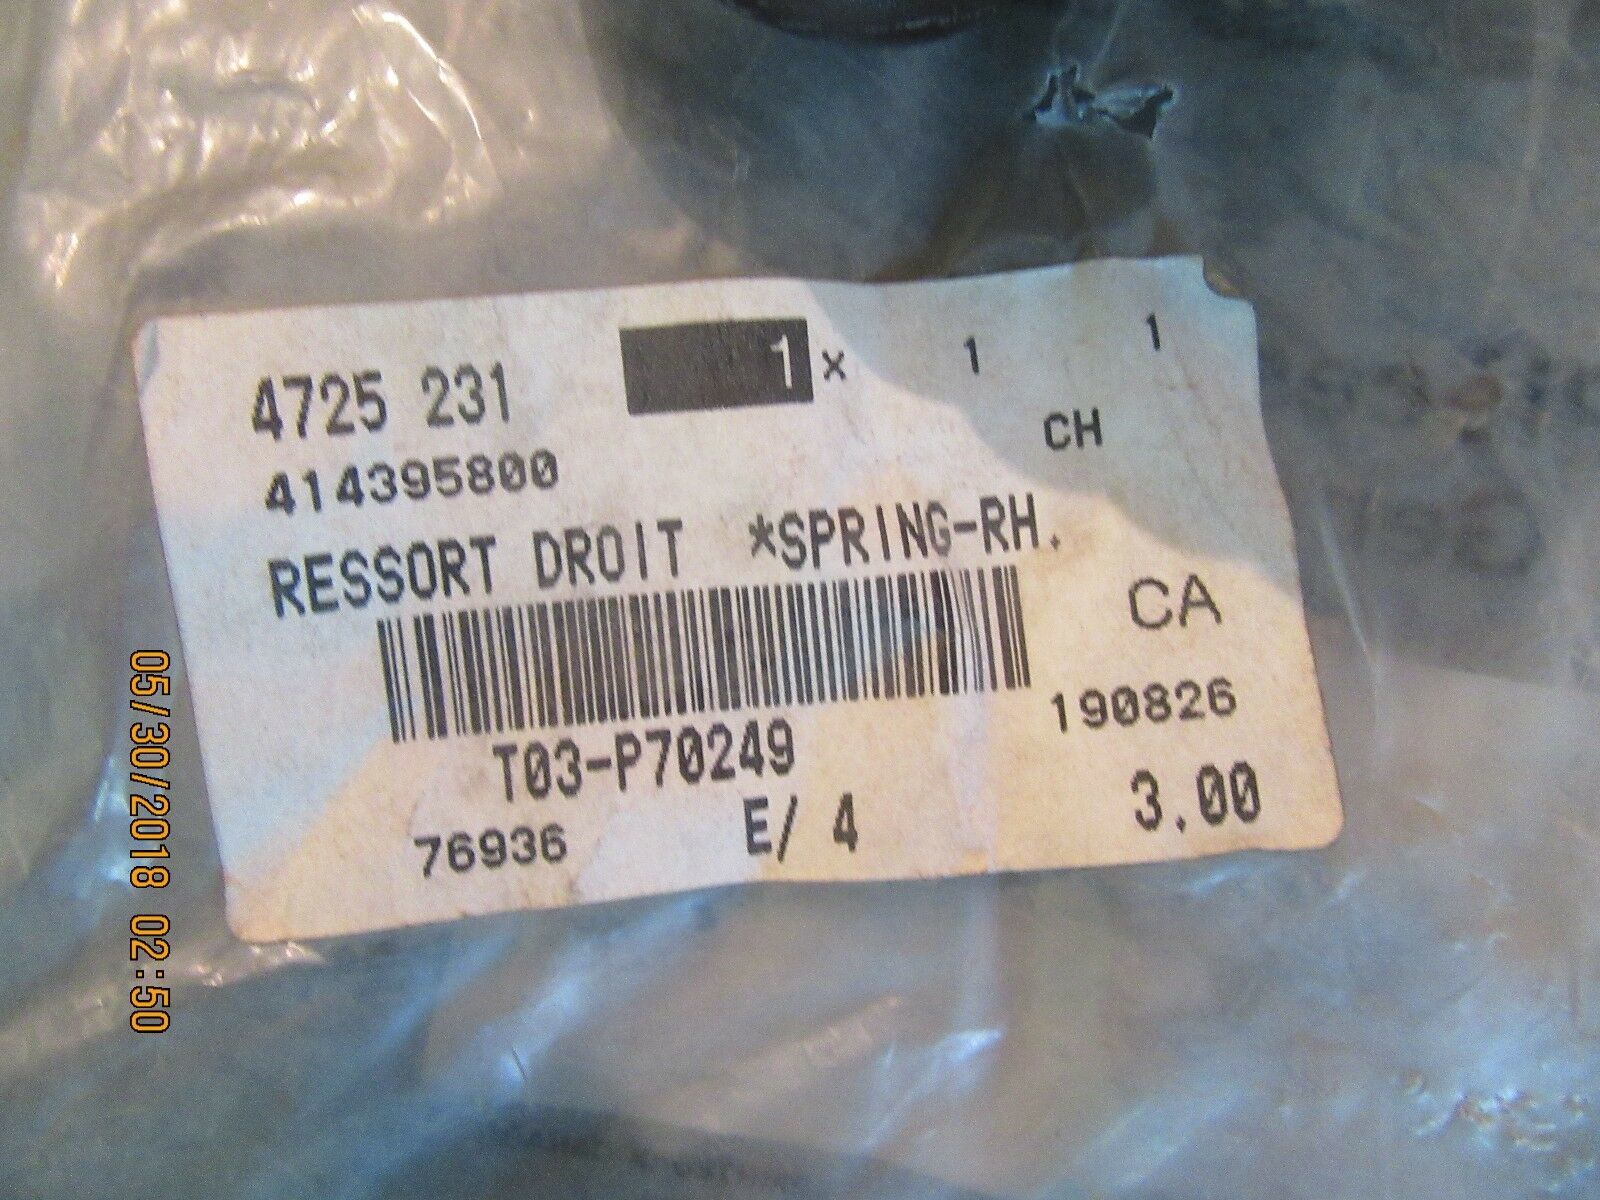 4725 231 1 x 1 1
414395800 CH
RESSORT DROIT *SPRING-RH.
CA
190826
T03-P70249
76936 E/ 4 3.00
05/30/2018 02:50